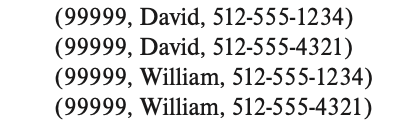 (99999, David, 512-555-1234)
(99999, David, 512-555-4321)
(99999, William, 512-555-1234)
(99999, William, 512-555-4321)